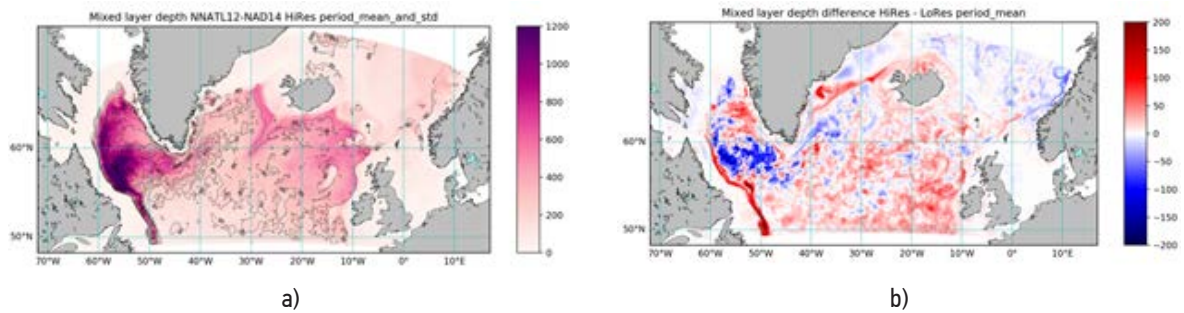 Mixed layer depth NNATL12-NAD14 HiRes period_mean_and_std
60°N
50°N
70°W 60°W 50°W 40°W 30°W 20°W 10°W 0° 10°E
1200
1000
800
600
400
200
0
a)
Mixed layer depth difference HiRes - LoRes period_mean
60°N
50°N
70°W 60°W 50°W 40°W 30°W 20°W 10°W 0° 10°E
200
150
100
50
0
−50
−100
−150
−200
b)